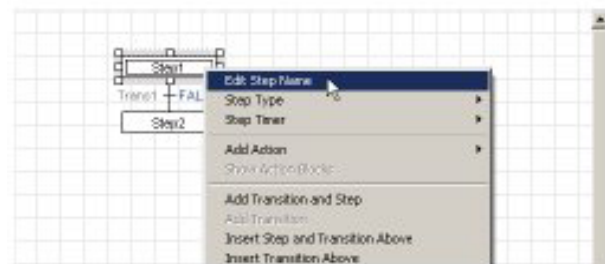 Step1
Trans1 FAL
Step2
Edit Step Name
Step Type
Step Timer
Add Action
Show Action Blocks
Add Transition and Step
Add Transition
Insert Step and Transition Above
Insert Transition Above